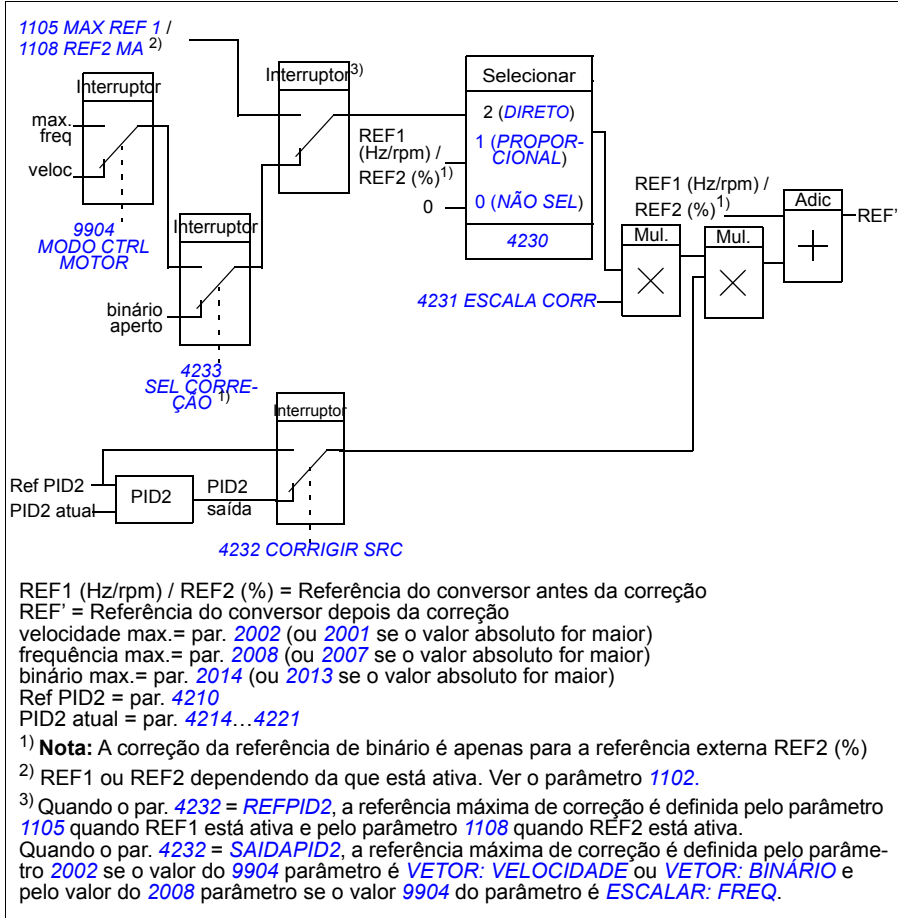 1105 MAX REF 1 /
1108 REF2 MA 2)
Interruptor
max.
freq
veloc
9904
MODO CTRL
MOTOR
Interruptor
binário
aperto
4233
SEL CORRE-
ÇÃO 1)
Interruptor3)
REF1
(Hz/rpm) /
REF2 (%)1)
0
Selecionar
2 (DIRETO)
1 (PROPOR-
CIONAL)
0 (NÃO SEL)
4230
4231 ESCALA CORR
Mul.
Mul.
REF1 (Hz/rpm) /
REF2 (%)1)
Adic
REF'
Interruptor
Ref PID2
PID2 atual
PID2
PID2
saída
4232 CORRIGIR SRC
REF1 (Hz/rpm) / REF2 (%) = Referência do conversor antes da correção
REF' = Referência do conversor depois da correção
velocidade max.= par. 2002 (ou 2001 se o valor absoluto for maior)
frequência max.= par. 2008 (ou 2007 se o valor absoluto for maior)
binário max.= par. 2014 (ou 2013 se o valor absoluto for maior)
Ref PID2 = par. 4210
PID2 atual = par. 4214…4221
1) Nota: A correção da referência de binário é apenas para a referência externa REF2 (%)
2) REF1 ou REF2 dependendo da que está ativa. Ver o parâmetro 1102.
3) Quando o par. 4232 = REFPID2, a referência máxima de correção é definida pelo parâmetro
1105 quando REF1 está ativa e pelo parâmetro 1108 quando REF2 está ativa.
Quando o par. 4232 = SAIDAPID2, a referência máxima de correção é definida pelo parâme-
tro 2002 se o valor do 9904 parâmetro é VETOR: VELOCIDADE ou VETOR: BINÁRIO e
pelo valor do 2008 parâmetro se o valor 9904 do parâmetro é ESCALAR: FREQ.